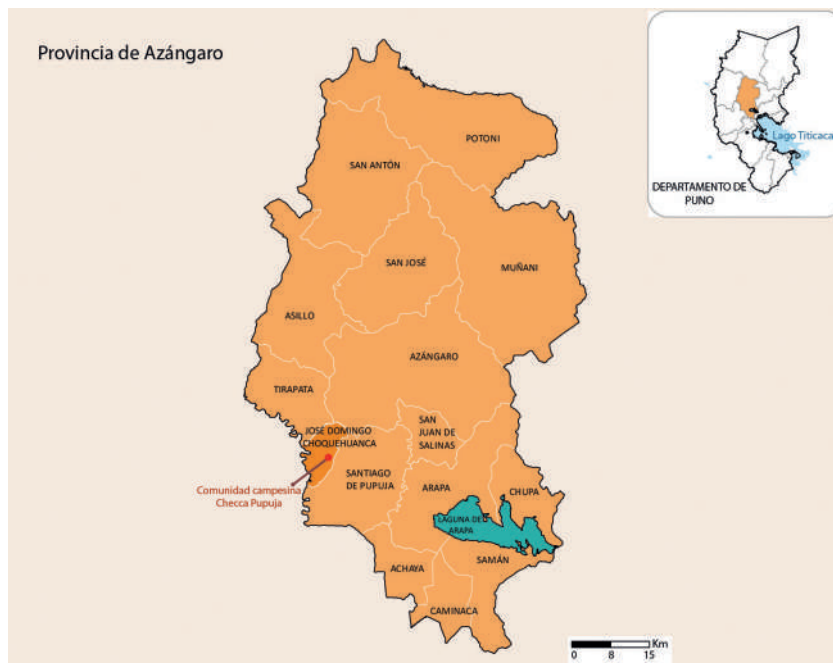 Provincia de Azángaro
Lago Titicaca
DEPARTAMENTO DE
PUNO
POTONI
SAN ANTÓN
SAN JOSÉ
MUÑANI
ASILLO
AZÁNGARO
TIRAPATA
SAN
JUAN DE
SALINAS
JOSÉ DOMINGO
CHOQUEHUANCA
SANTIAGO
DE PUPUJA
ARAPA
CHUPA
Comunidad campesina
Checca Pupuja
LAGUNA DE
ARAPA
SAMÁN
ACHAYA
CAMINACA
Km
0 8 15